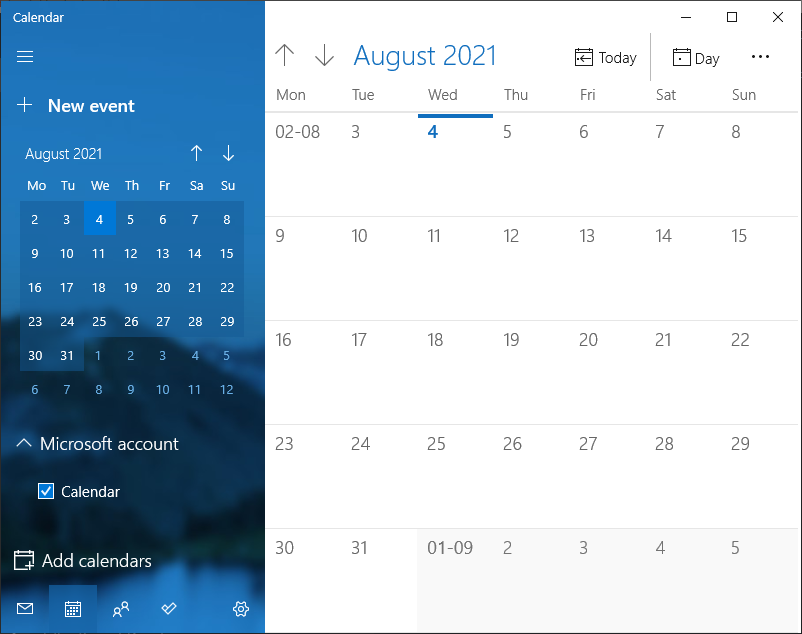 Calendar
New event
August 2021
Mo Tu We Th Fr Sa Su
2 3 4 5 6 7 8
9 10 11 12 13 14 15
16 17 18 19 20 21 22
23 24 25 26 27 28 29
30 31 1 2 3 4 5
6 7 8 9 10 11 12
Microsoft account
Calendar
Add calendars
August 2021 Today Day
Mon Tue Wed Thu Fri Sat Sun
02-08 3 4 5 6 7 8
9 10 11 12 13 14 15
16 17 18 19 20 21 22
23 24 25 26 27 28 29
30 31 01-09 2 3 4 5